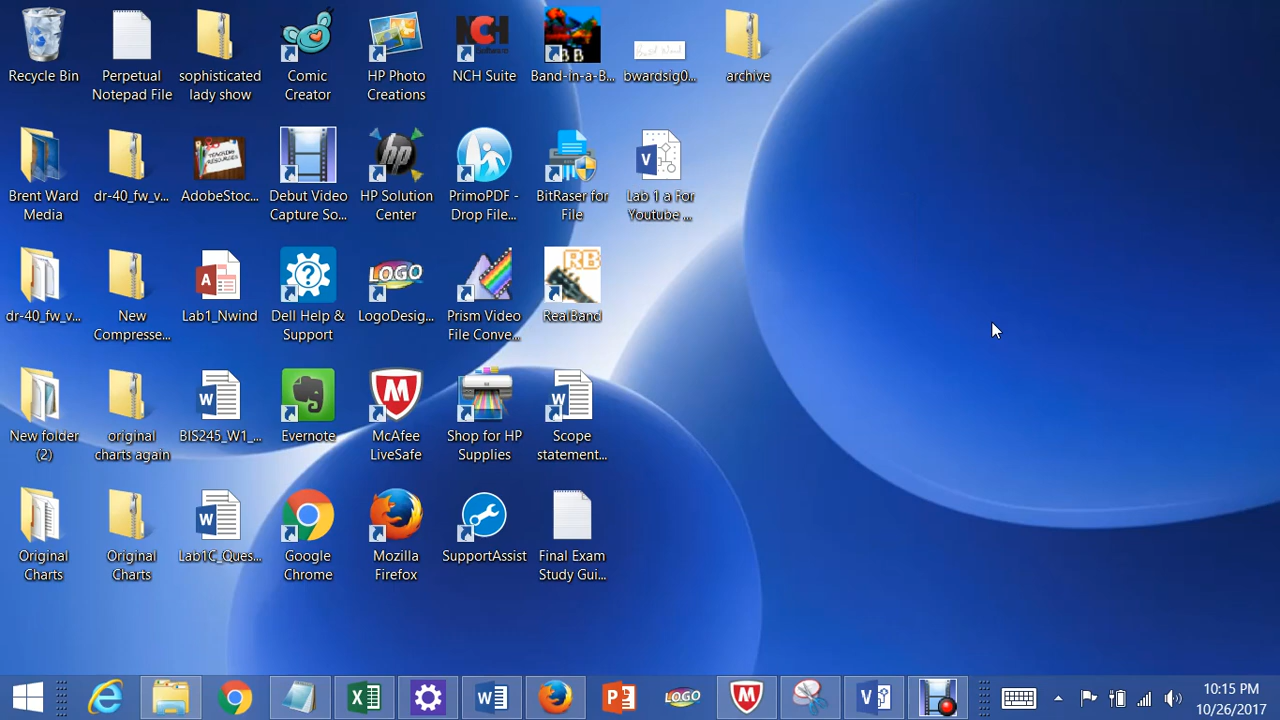 Recycle Bin
Perpetual Notepad File
sophisticated lady show
Comic Creator
HP Photo Creations
NCH Suite
Band-in-a-B...
bwardsig0...
archive
Brent Ward Media
dr-40_fw_v...
AdobeStoc...
Debut Video Capture So...
HP Solution Center
PrimoPDF - Drop File...
BitRaser for File
Lab 1 a For Youtube ...
dr-40_fw_v...
New Compresse...
Lab1_Nwind
Dell Help & Support
LogoDesig...
Prism Video File Conve...
RealBand
New folder (2)
original charts again
BIS245_W1_...
Evernote
McAfee LiveSafe
Shop for HP Supplies
Scope statement...
Original Charts
Original Charts
Lab1C_Ques...
Google Chrome
Mozilla Firefox
SupportAssist
Final Exam Study Gui...
10:15 PM
10/26/2017